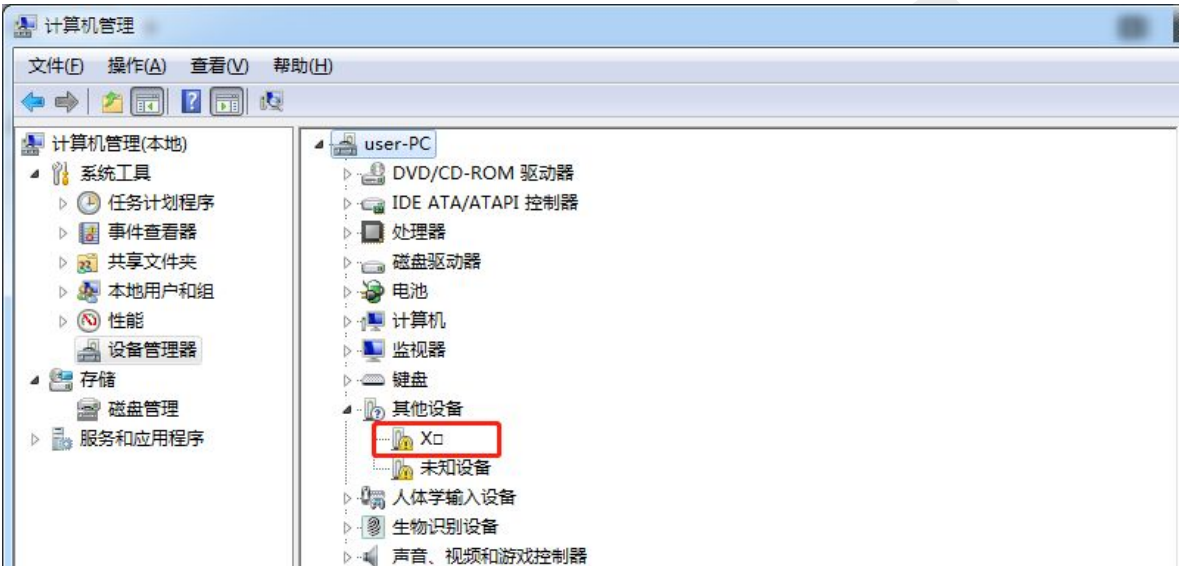 计算机管理
文件(F) 操作(A) 查看(V) 帮助(H)
计算机管理(本地)
系统工具
任务计划程序
事件查看器
共享文件夹
本地用户和组
性能
设备管理器
存储
磁盘管理
服务和应用程序
user-PC
DVD/CD-ROM 驱动器
IDE ATA/ATAPI 控制器
处理器
磁盘驱动器
电池
计算机
监视器
键盘
其他设备
X□
未知设备
人体学输入设备
生物识别设备
声音、视频和游戏控制器